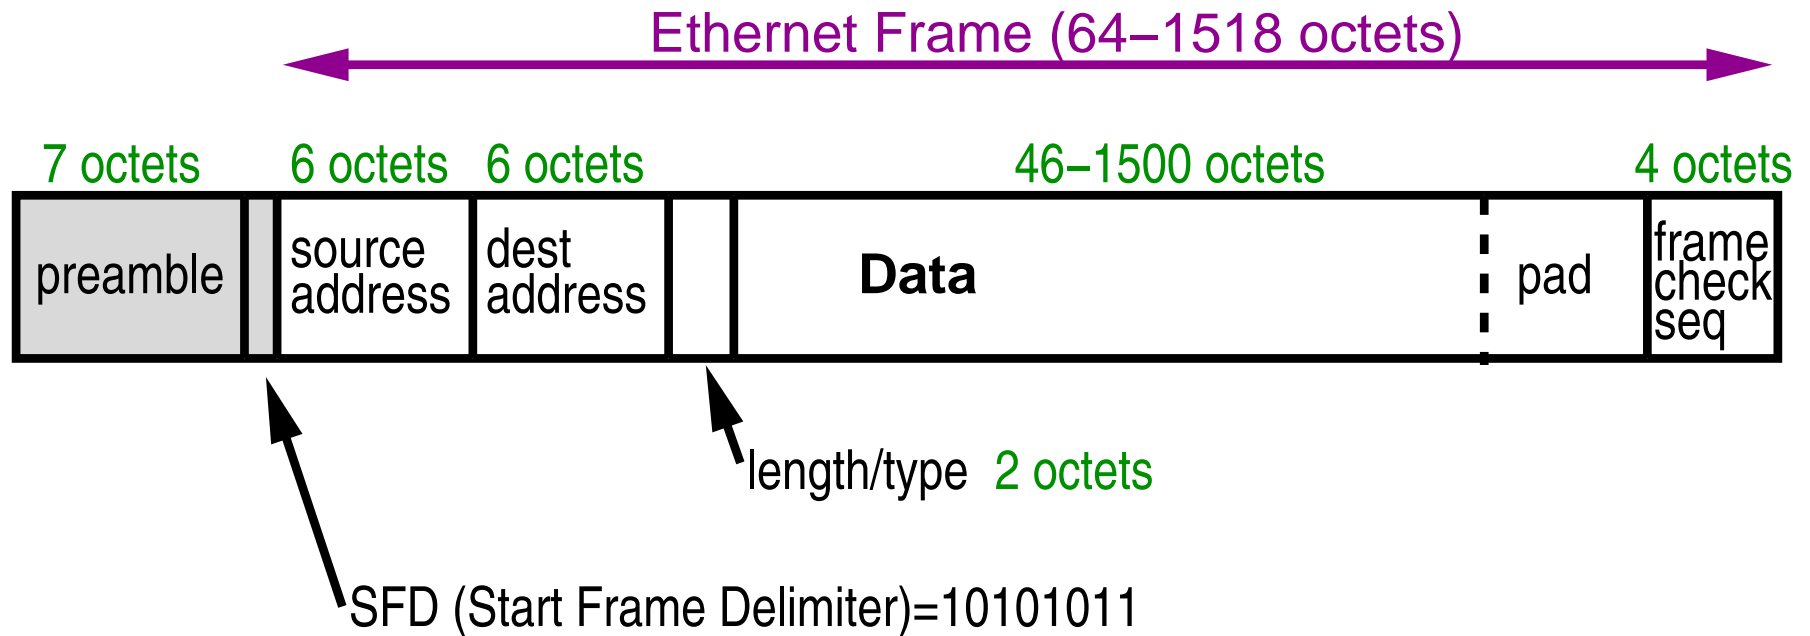 Ethernet Frame (64–1518 octets)
7 octets
6 octets
6 octets
46–1500 octets
4 octets
preamble
source
address
dest
address
Data
pad
frame
check
seq
length/type 2 octets
SFD (Start Frame Delimiter)=10101011